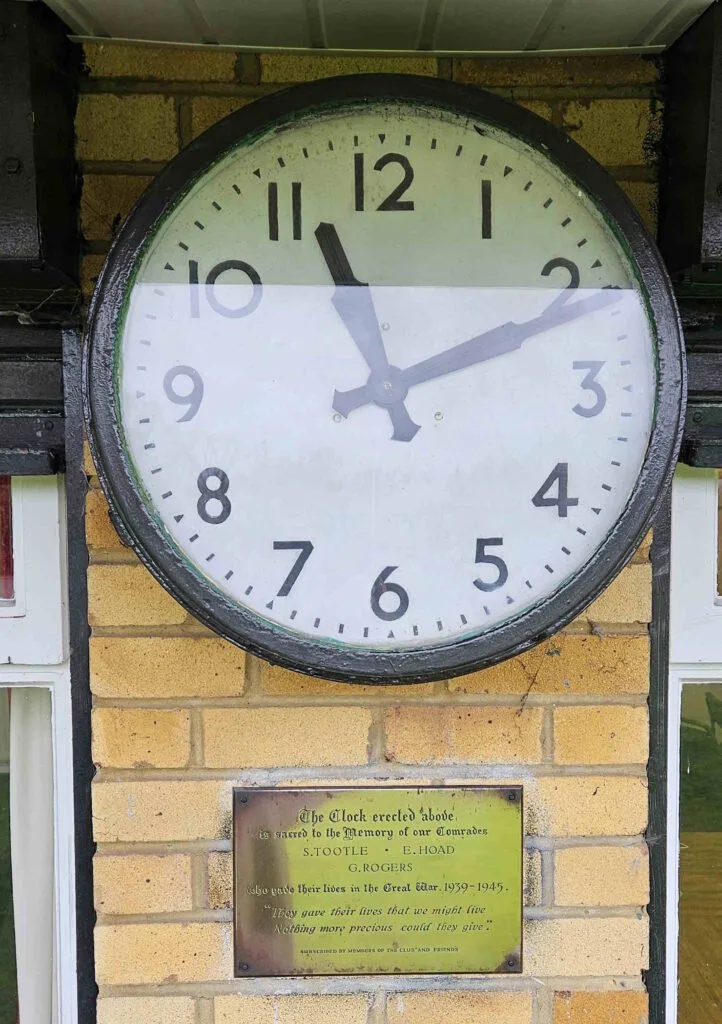 12
11
1
10
2
9
3
8
4
7
5
6
The Clock erected above
is sacred to the Memory of our Comrades
S.TOOTLE • E.HOAD
G.ROGERS
who gave their lives in the Great War. 1939-1945.
"They gave their lives that we might live
Nothing more precious could they give".
SUBSCRIBED BY MEMBERS OF THE CLUB AND FRIENDS